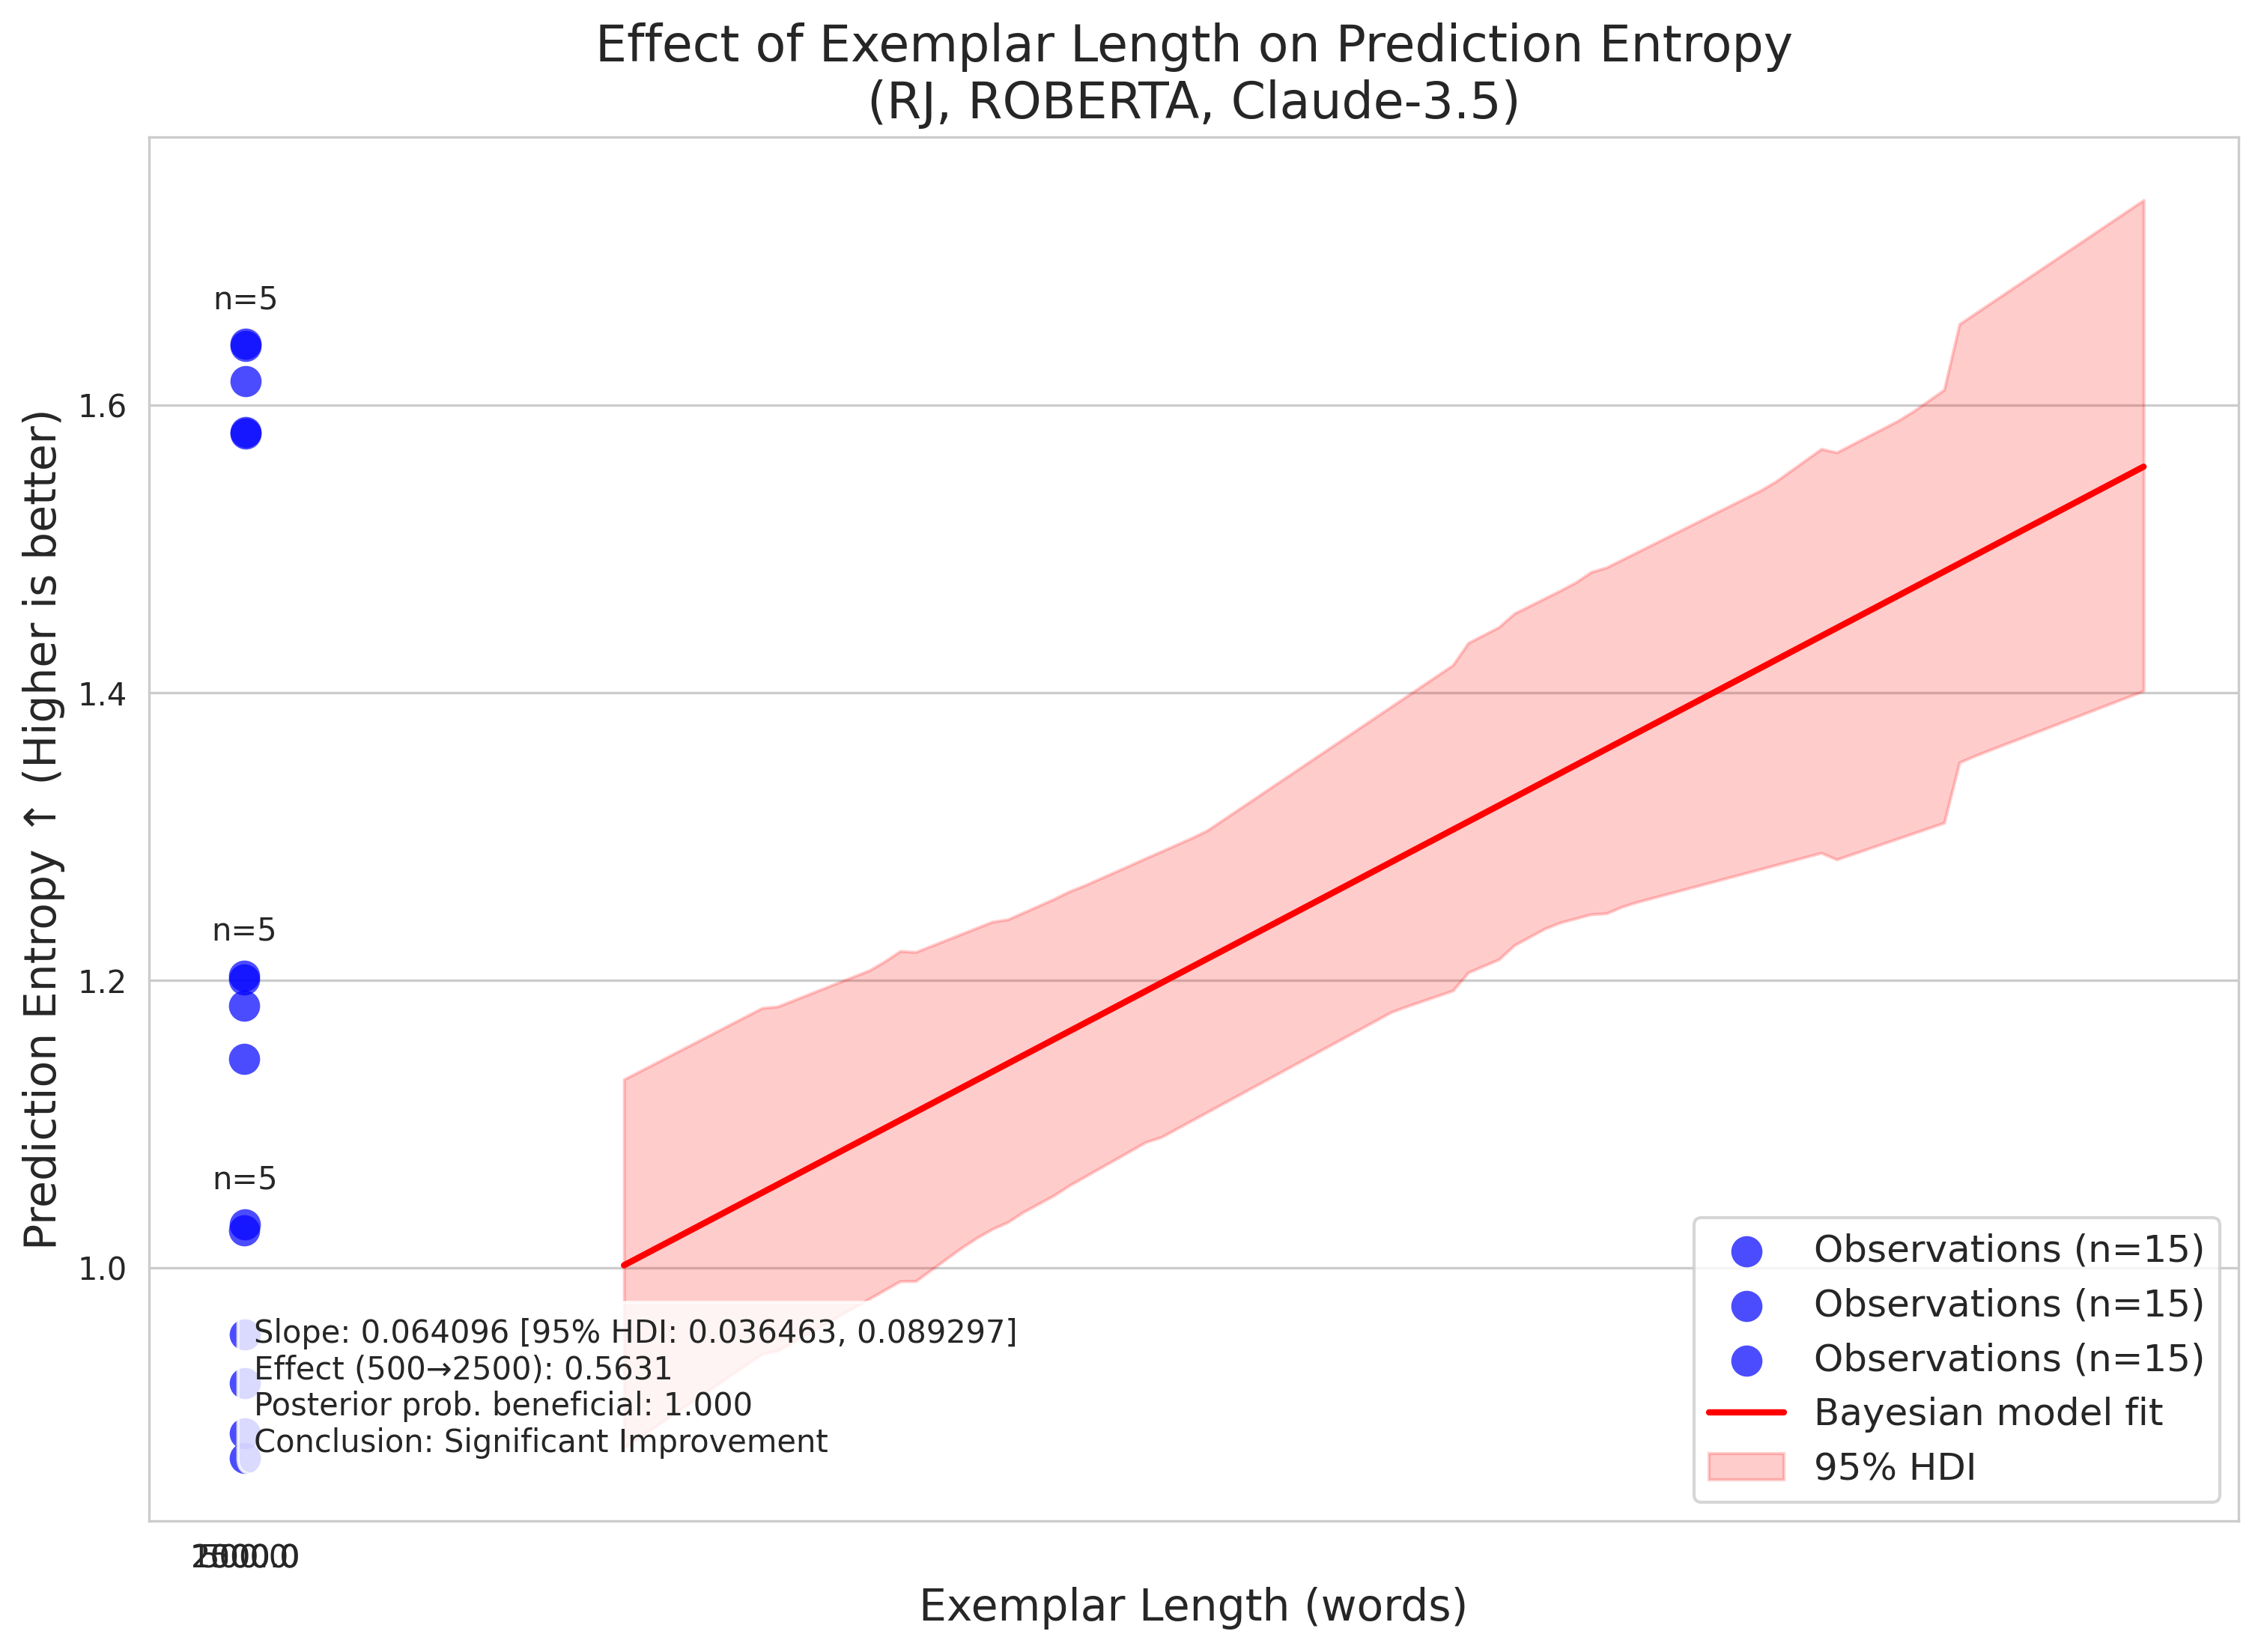 Effect of Exemplar Length on Prediction Entropy
(RJ, ROBERTA, Claude-3.5)
Prediction Entropy ↑ (Higher is better)
1.6
1.4
1.2
1.0
n=5
n=5
n=5
Slope: 0.064096 [95% HDI: 0.036463, 0.089297]
Effect (500→2500): 0.5631
Posterior prob. beneficial: 1.000
Conclusion: Significant Improvement
Observations (n=15)
Observations (n=15)
Observations (n=15)
Bayesian model fit
95% HDI
Exemplar Length (words)